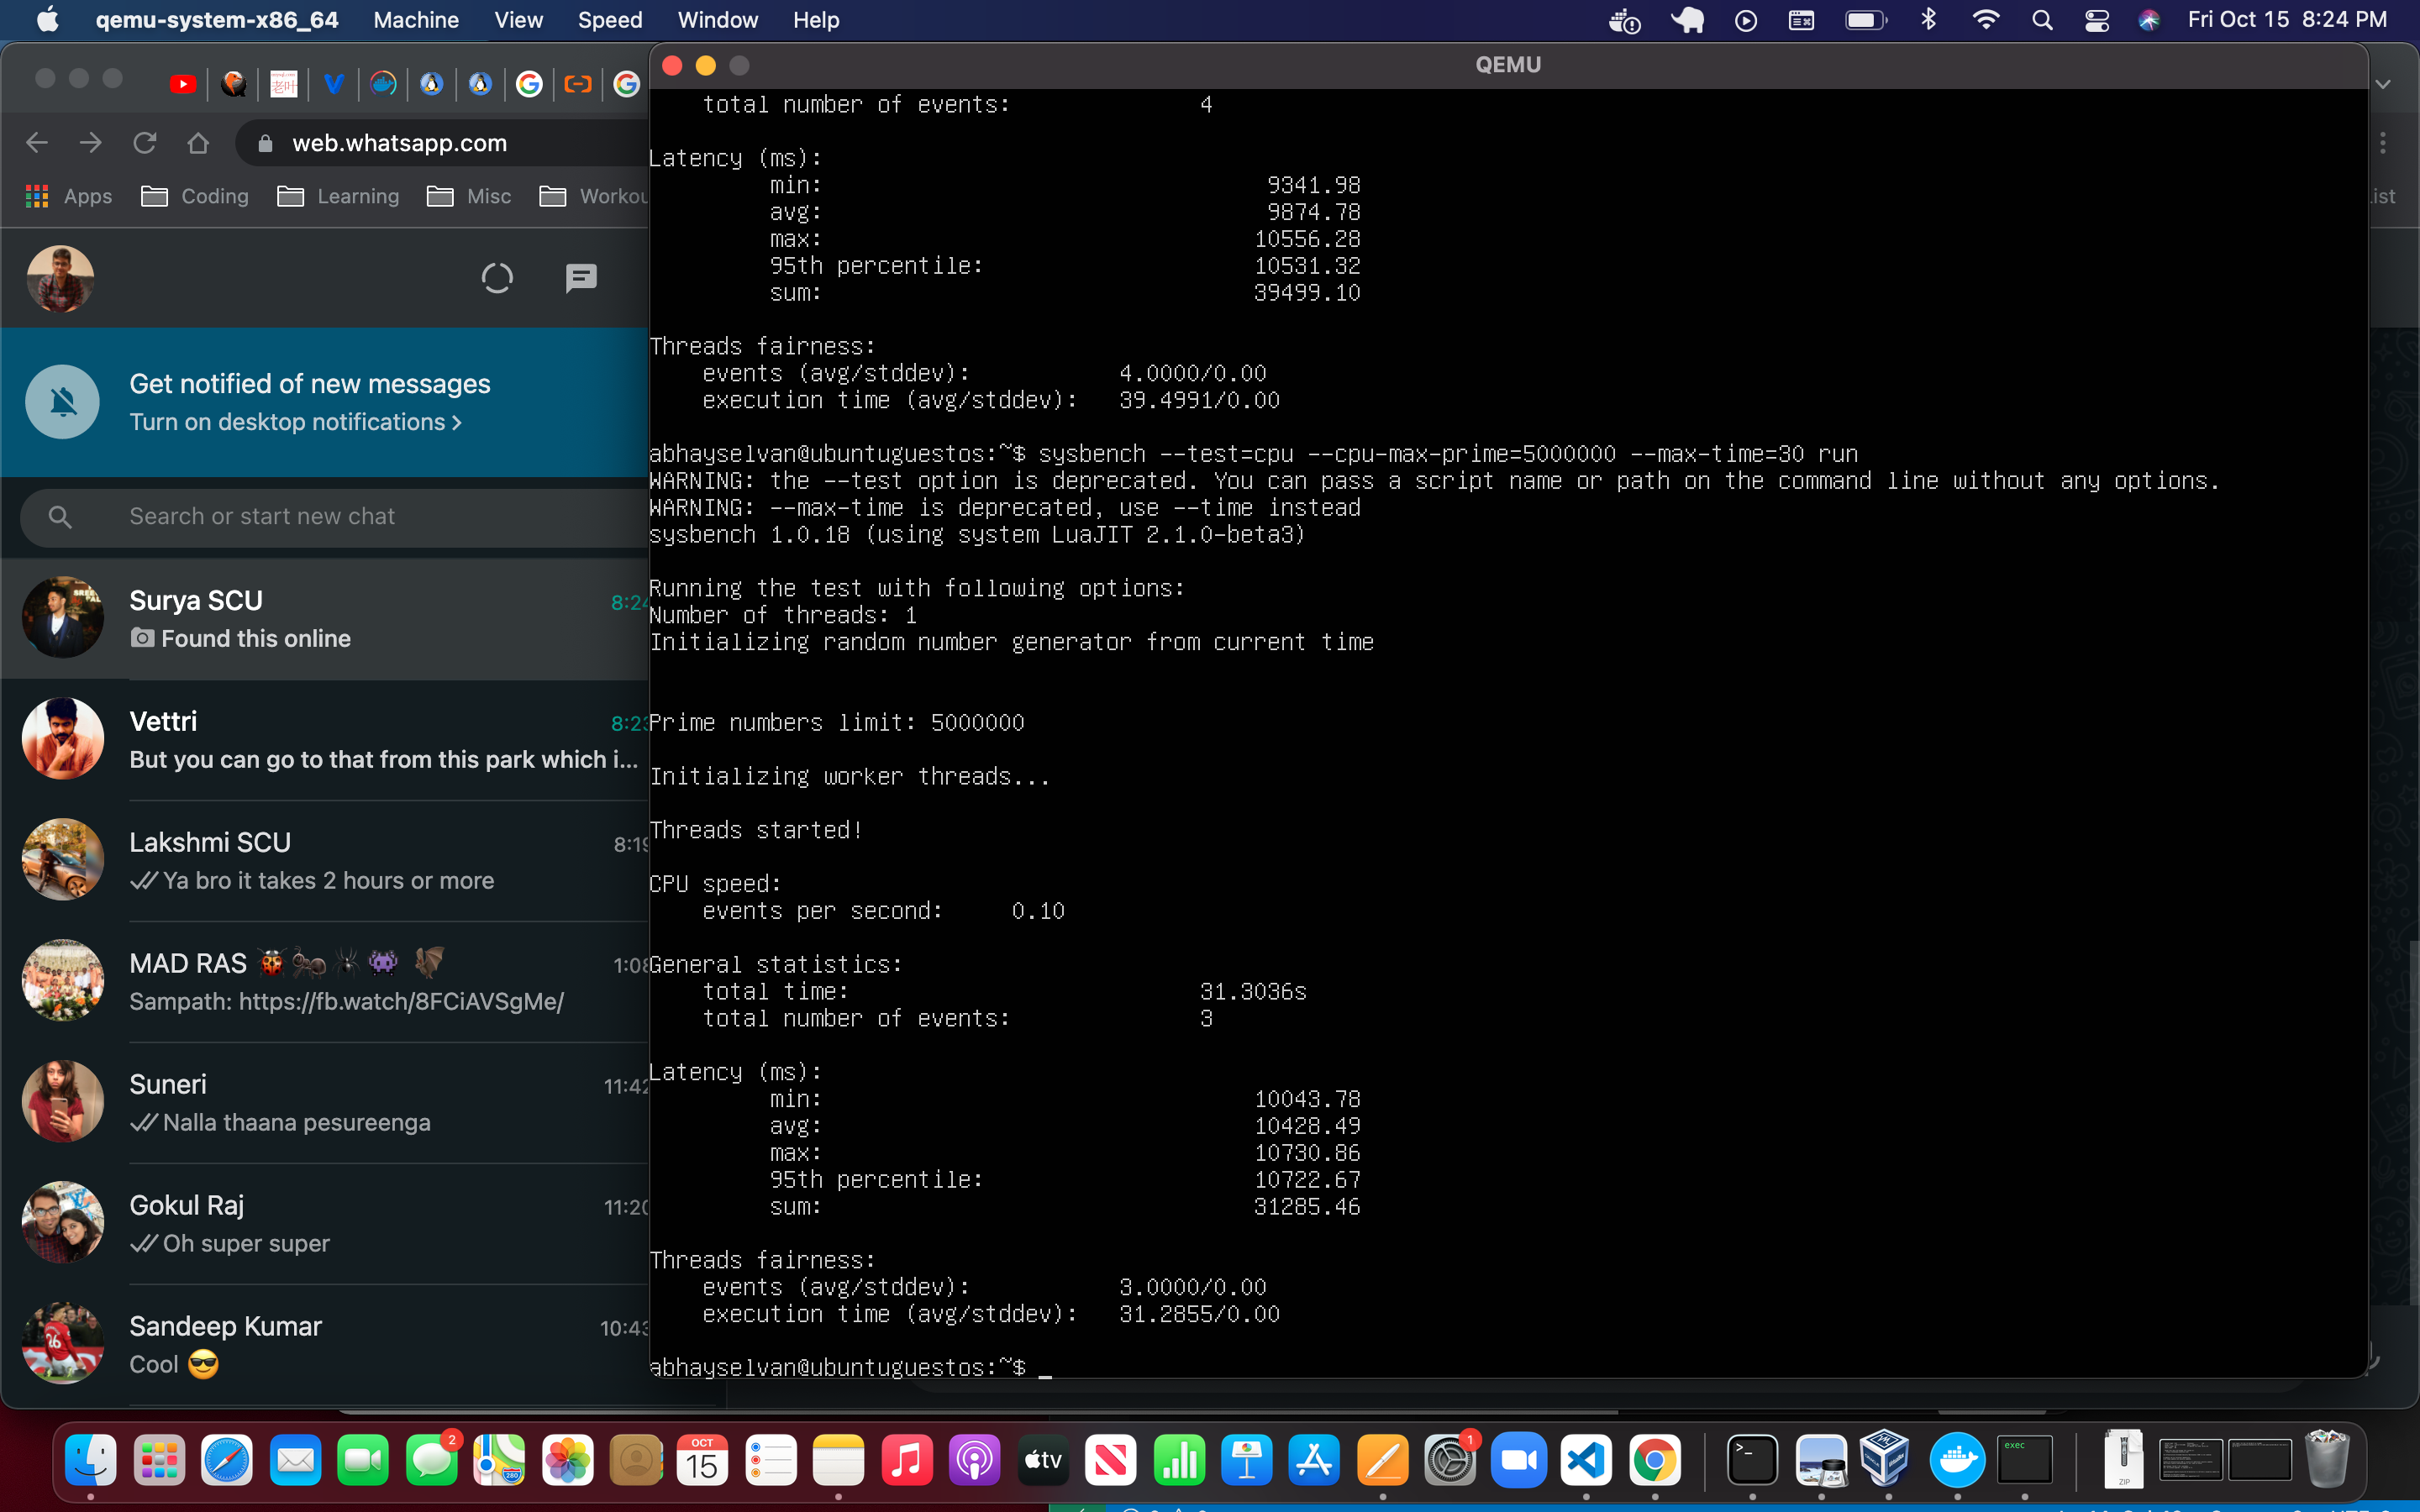 qemu-system-x86_64 Machine View Speed Window Help Fri Oct 15 8:24 PM
web.whatsapp.com
Apps Coding Learning Misc
Get notified of new messages
Turn on desktop notifications >
Search or start new chat
Surya SCU
Found this online
Vettri
But you can go to that from this park which i...
Lakshmi SCU
Ya bro it takes 2 hours or more
MAD RAS 🐞🐜🕷👾🦇
Sampath: https://fb.watch/8FCiAVSgMe/
Suneri
Nalla thaana pesureenga
Gokul Raj
Oh super super
Sandeep Kumar
Cool 😎
QEMU
total number of events: 4
Latency (ms):
min: 9341.98
avg: 9874.78
max: 10556.28
95th percentile: 10531.32
sum: 39499.10
Threads fairness:
events (avg/stddev): 4.0000/0.00
execution time (avg/stddev): 39.4991/0.00
abhayselvan@ubuntuguestos:~$ sysbench --test=cpu --cpu-max-prime=5000000 --max-time=30 run
WARNING: the --test option is deprecated. You can pass a script name or path on the command line without any options.
WARNING: --max-time is deprecated, use --time instead
sysbench 1.0.18 (using system LuaJIT 2.1.0-beta3)
Running the test with following options:
Number of threads: 1
Initializing random number generator from current time
Prime numbers limit: 5000000
Initializing worker threads...
Threads started!
CPU speed:
events per second: 0.10
General statistics:
total time: 31.3036s
total number of events: 3
Latency (ms):
min: 10043.78
avg: 10428.49
max: 10730.86
95th percentile: 10722.67
sum: 31285.46
Threads fairness:
events (avg/stddev): 3.0000/0.00
execution time (avg/stddev): 31.2855/0.00
abhayselvan@ubuntuguestos:~$ _
2
OCT
15
tv
1
exec
ZIP